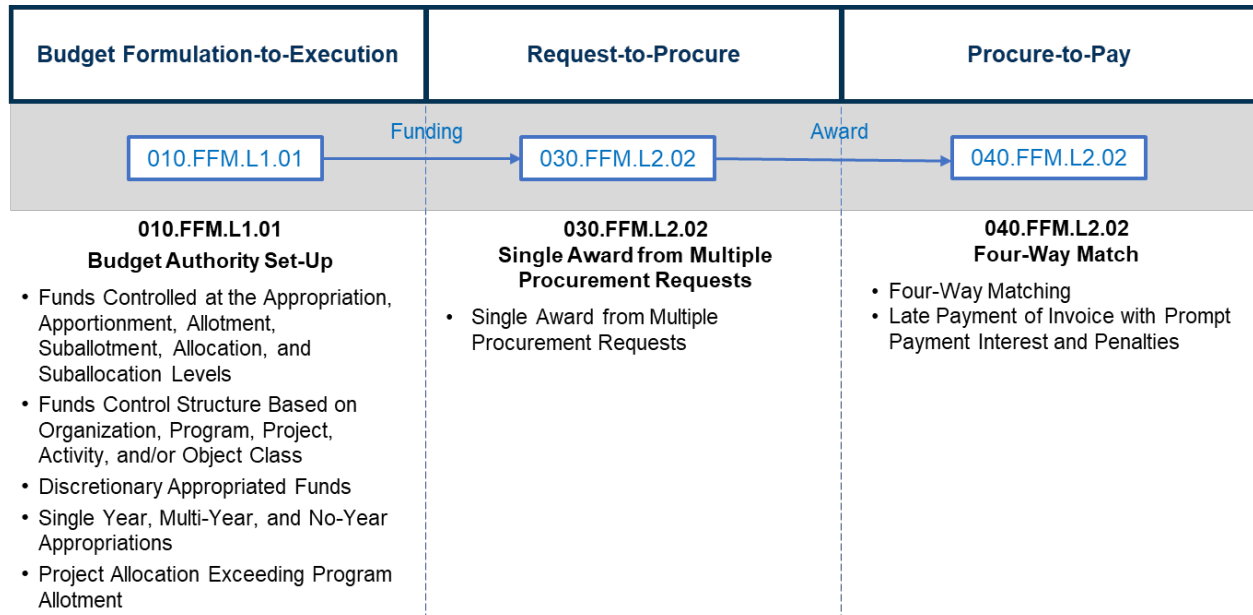 Budget Formulation-to-Execution
Request-to-Procure
Procure-to-Pay
Funding
Award
010.FFM.L1.01
030.FFM.L2.02
040.FFM.L2.02
010.FFM.L1.01
Budget Authority Set-Up
• Funds Controlled at the Appropriation,
Apportionment, Allotment,
Suballotment, Allocation, and
Suballocation Levels
• Funds Control Structure Based on
Organization, Program, Project,
Activity, and/or Object Class
• Discretionary Appropriated Funds
• Single Year, Multi-Year, and No-Year
Appropriations
• Project Allocation Exceeding Program
Allotment
030.FFM.L2.02
Single Award from Multiple
Procurement Requests
• Single Award from Multiple
Procurement Requests
040.FFM.L2.02
Four-Way Match
• Four-Way Matching
• Late Payment of Invoice with Prompt
Payment Interest and Penalties